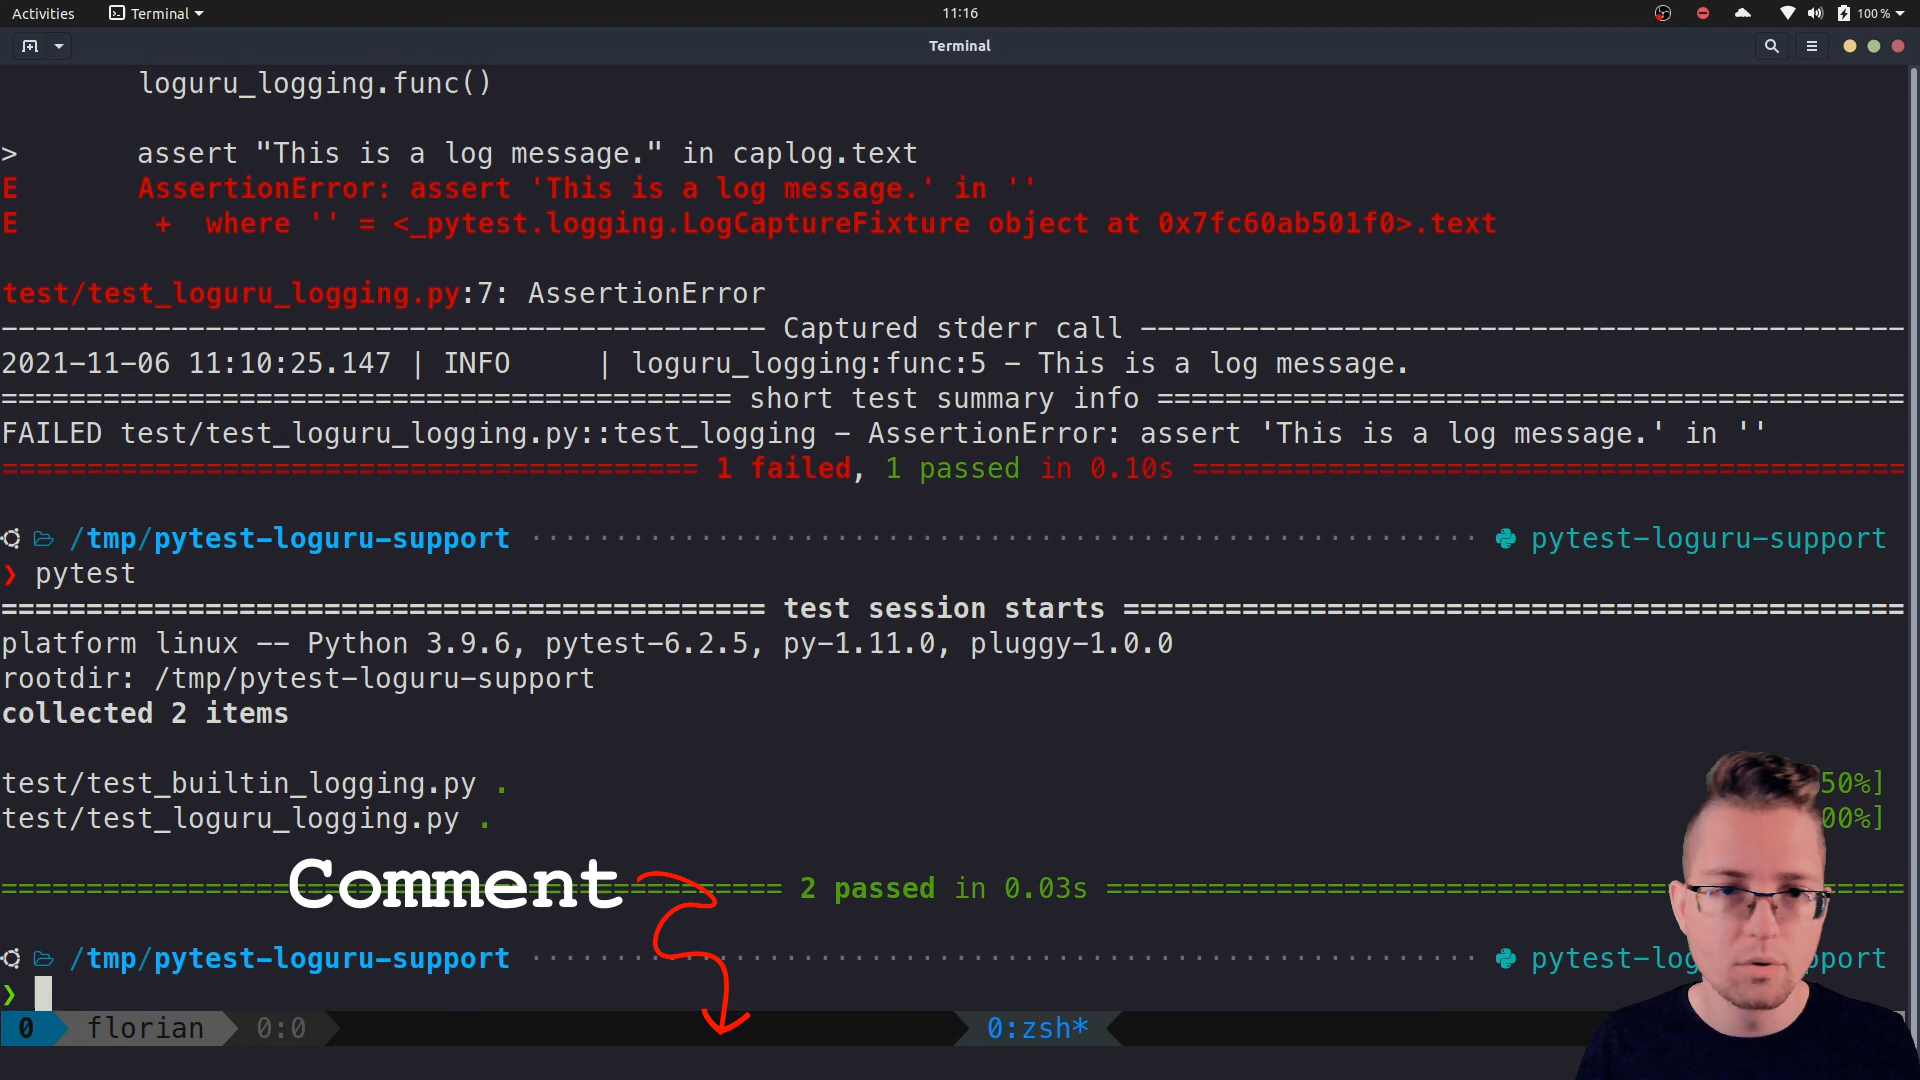 Activities Terminal 11:16 100 %
Terminal
loguru_logging.func()
> assert "This is a log message." in caplog.text
E AssertionError: assert 'This is a log message.' in ''
E + where '' = <_pytest.logging.LogCaptureFixture object at 0x7fc60ab501f0>.text
test/test_loguru_logging.py:7: AssertionError
--------------------------------------------- Captured stderr call ---------------------------------------------
2021-11-06 11:10:25.147 | INFO     | loguru_logging:func:5 - This is a log message.
=========================================== short test summary info ============================================
FAILED test/test_loguru_logging.py::test_logging - AssertionError: assert 'This is a log message.' in ''
========================================= 1 failed, 1 passed in 0.10s ==========================================
/tmp/pytest-loguru-support pytest-loguru-support
❯ pytest
============================================= test session starts ==============================================
platform linux -- Python 3.9.6, pytest-6.2.5, py-1.11.0, pluggy-1.0.0
rootdir: /tmp/pytest-loguru-support
collected 2 items
test/test_builtin_logging.py . 50%]
test/test_loguru_logging.py . 00%]
Comment
============================================== 2 passed in 0.03s ===============================================
/tmp/pytest-loguru-support pytest-log pport
❯
0 florian 0:0 0:zsh*